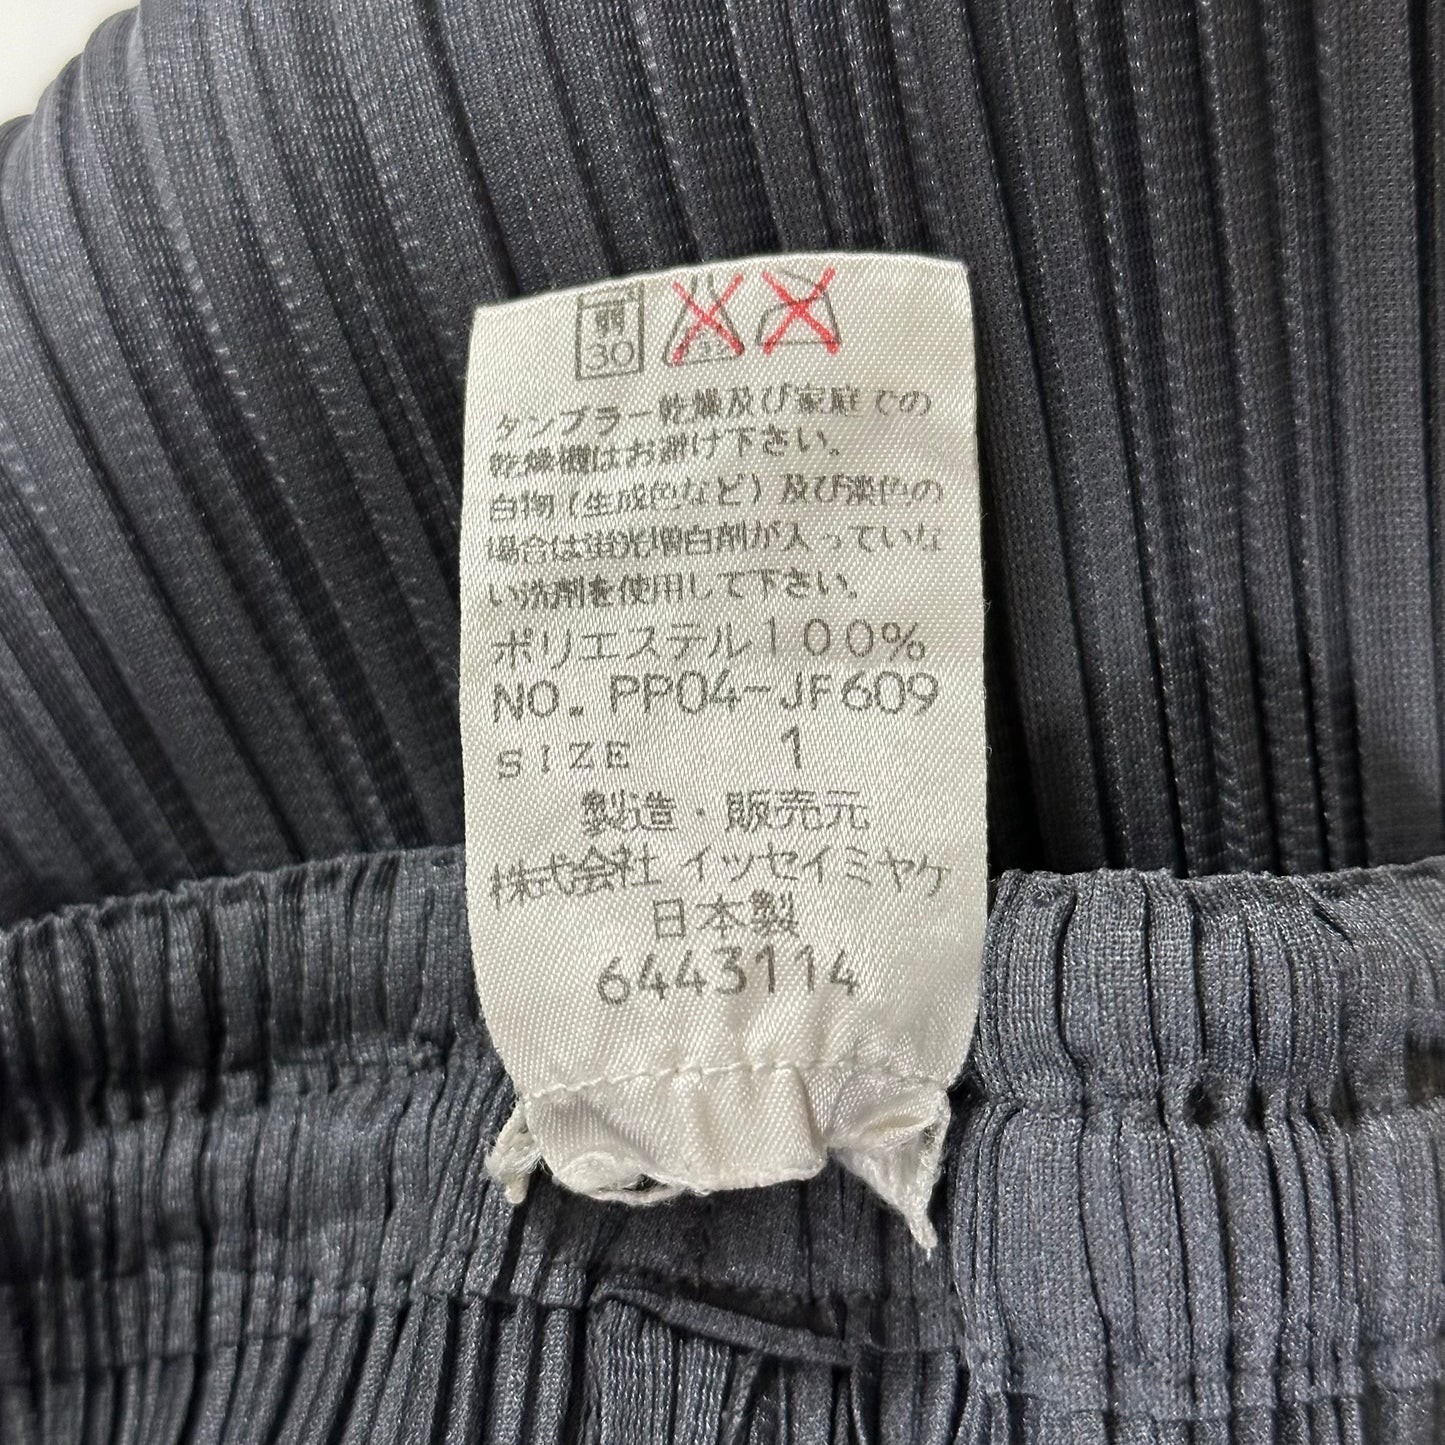 弱
30
タンブラー乾燥及び家庭での
乾燥機はお避け下さい。
白物(生成色など)及び淡色の
場合は蛍光増白剤が入っていな
い洗剤を使用して下さい。
ポリエステル100%
NO. PP04-JF609
SIZE 1
製造・販売元
株式会社 イッセイミヤケ
日本製
6443114